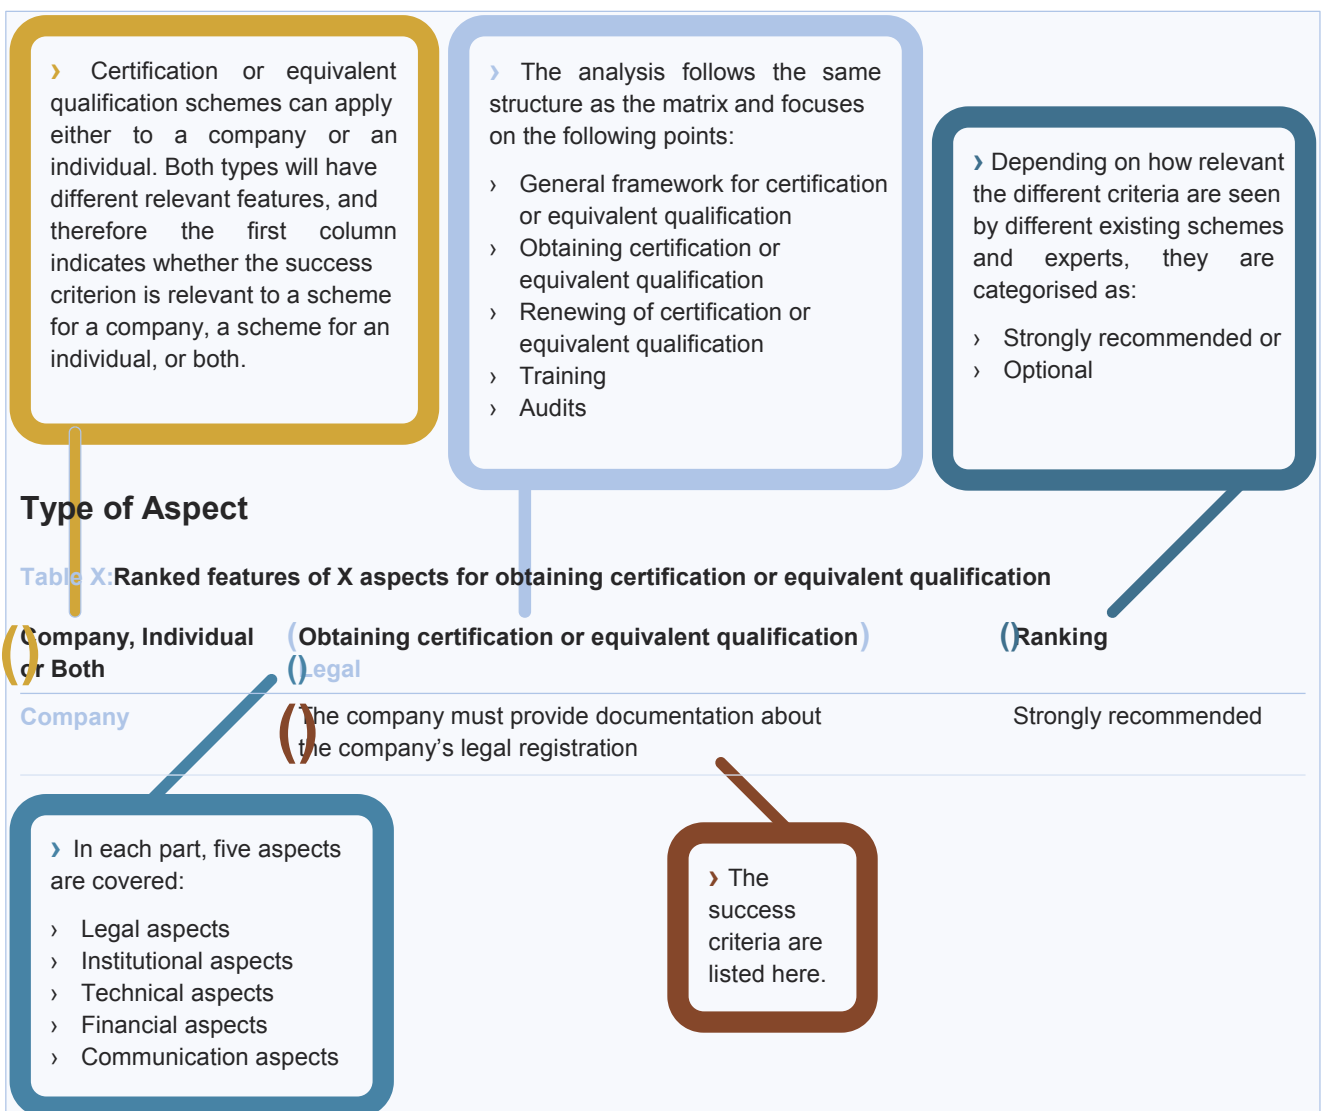 › Certification or equivalent
qualification schemes can apply
either to a company or an
individual. Both types will have
different relevant features, and
therefore the first column
indicates whether the success
criterion is relevant to a scheme
for a company, a scheme for an
individual, or both.
› The analysis follows the same
structure as the matrix and focuses
on the following points:
› General framework for certification
or equivalent qualification
› Obtaining certification or
equivalent qualification
› Renewing of certification or
equivalent qualification
› Training
› Audits
› Depending on how relevant
the different criteria are seen
by different existing schemes
and experts, they are
categorised as:
› Strongly recommended or
› Optional
Type of Aspect
Table X:Ranked features of X aspects for obtaining certification or equivalent qualification
Company, Individual
or Both
(Obtaining certification or equivalent qualification)
()Legal
()Ranking
Company
The company must provide documentation about
the company’s legal registration
Strongly recommended
› In each part, five aspects
are covered:
› Legal aspects
› Institutional aspects
› Technical aspects
› Financial aspects
› Communication aspects
› The
success
criteria are
listed here.